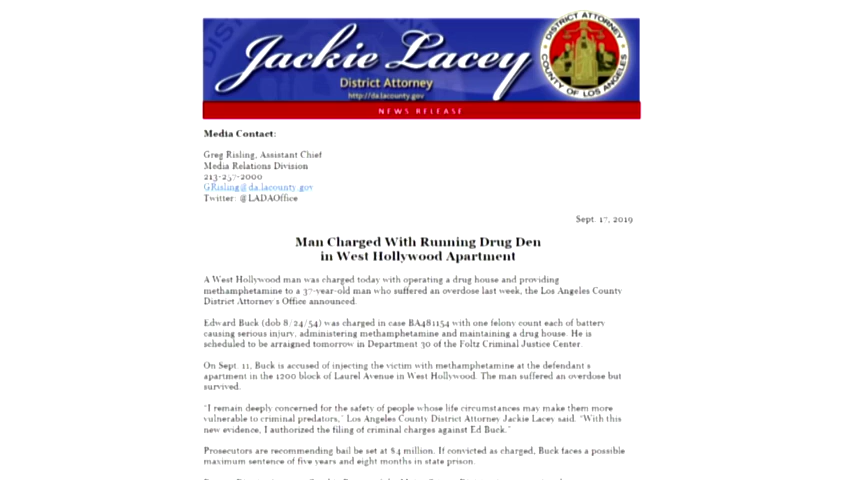 Jackie Lacey
District Attorney
http://da.lacounty.gov
DISTRICT ATTORNEY
COUNTY OF LOS ANGELES
NEWS RELEASE
Media Contact:
Greg Risling, Assistant Chief
Media Relations Division
213-257-2000
GRisling@da.lacounty.gov
Twitter: @LADAOffice
Sept. 17, 2019
Man Charged With Running Drug Den
in West Hollywood Apartment
A West Hollywood man was charged today with operating a drug house and providing
methamphetamine to a 37-year-old man who suffered an overdose last week, the Los Angeles County
District Attorney's Office announced.
Edward Buck (dob 8/24/54) was charged in case BA481154 with one felony count each of battery
causing serious injury, administering methamphetamine and maintaining a drug house. He is
scheduled to be arraigned tomorrow in Department 30 of the Foltz Criminal Justice Center.
On Sept. 11, Buck is accused of injecting the victim with methamphetamine at the defendant's
apartment in the 1200 block of Laurel Avenue in West Hollywood. The man suffered an overdose but
survived.
"I remain deeply concerned for the safety of people whose life circumstances may make them more
vulnerable to criminal predators," Los Angeles County District Attorney Jackie Lacey said. "With this
new evidence, I authorized the filing of criminal charges against Ed Buck."
Prosecutors are recommending bail be set at $4 million. If convicted as charged, Buck faces a possible
maximum sentence of five years and eight months in state prison.